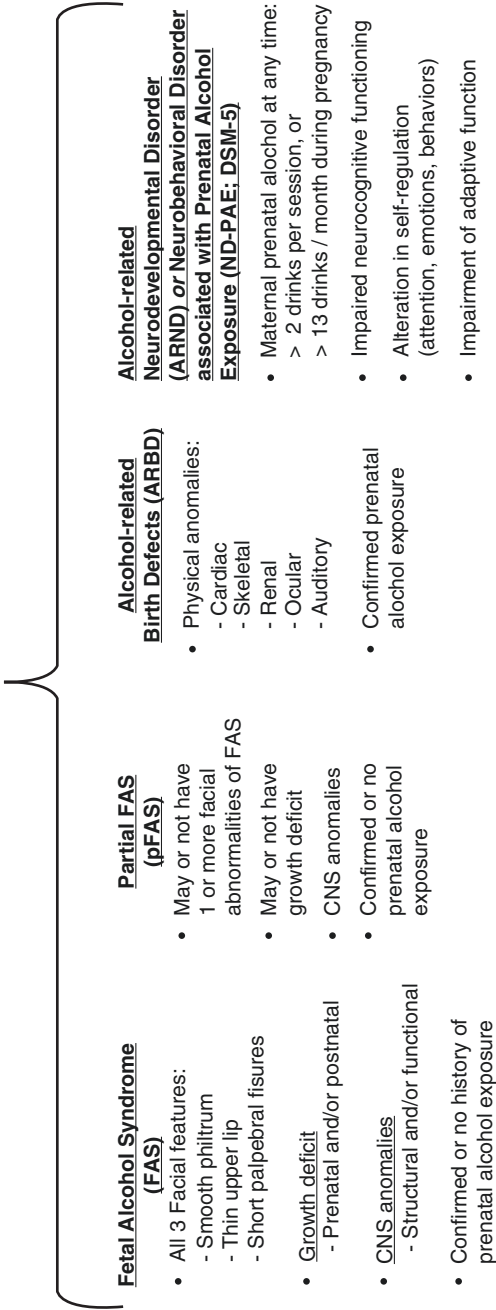 Fetal Alcohol Syndrome
(FAS)
• All 3 Facial features:
- Smooth philtrum
- Thin upper lip
- Short palpebral fisures
• Growth deficit
- Prenatal and/or postnatal
• CNS anomalies
- Structural and/or functional
• Confirmed or no history of
prenatal alcohol exposure
Partial FAS
(pFAS)
• May or not have
1 or more facial
abnormalities of FAS
• May or not have
growth deficit
• CNS anomalies
• Confirmed or no
prenatal alcohol
exposure
Alcohol-related
Birth Defects (ARBD)
• Physical anomalies:
- Cardiac
- Skeletal
- Renal
- Ocular
- Auditory
• Confirmed prenatal
alochol exposure
Alcohol-related
Neurodevelopmental Disorder
(ARND) or Neurobehavioral Disorder
associated with Prenatal Alcohol
Exposure (ND-PAE; DSM-5)
• Maternal prenatal alochol at any time:
> 2 drinks per session, or
> 13 drinks / month during pregnancy
• Impaired neurocognitive functioning
• Alteration in self-regulation
(attention, emotions, behaviors)
• Impairment of adaptive function